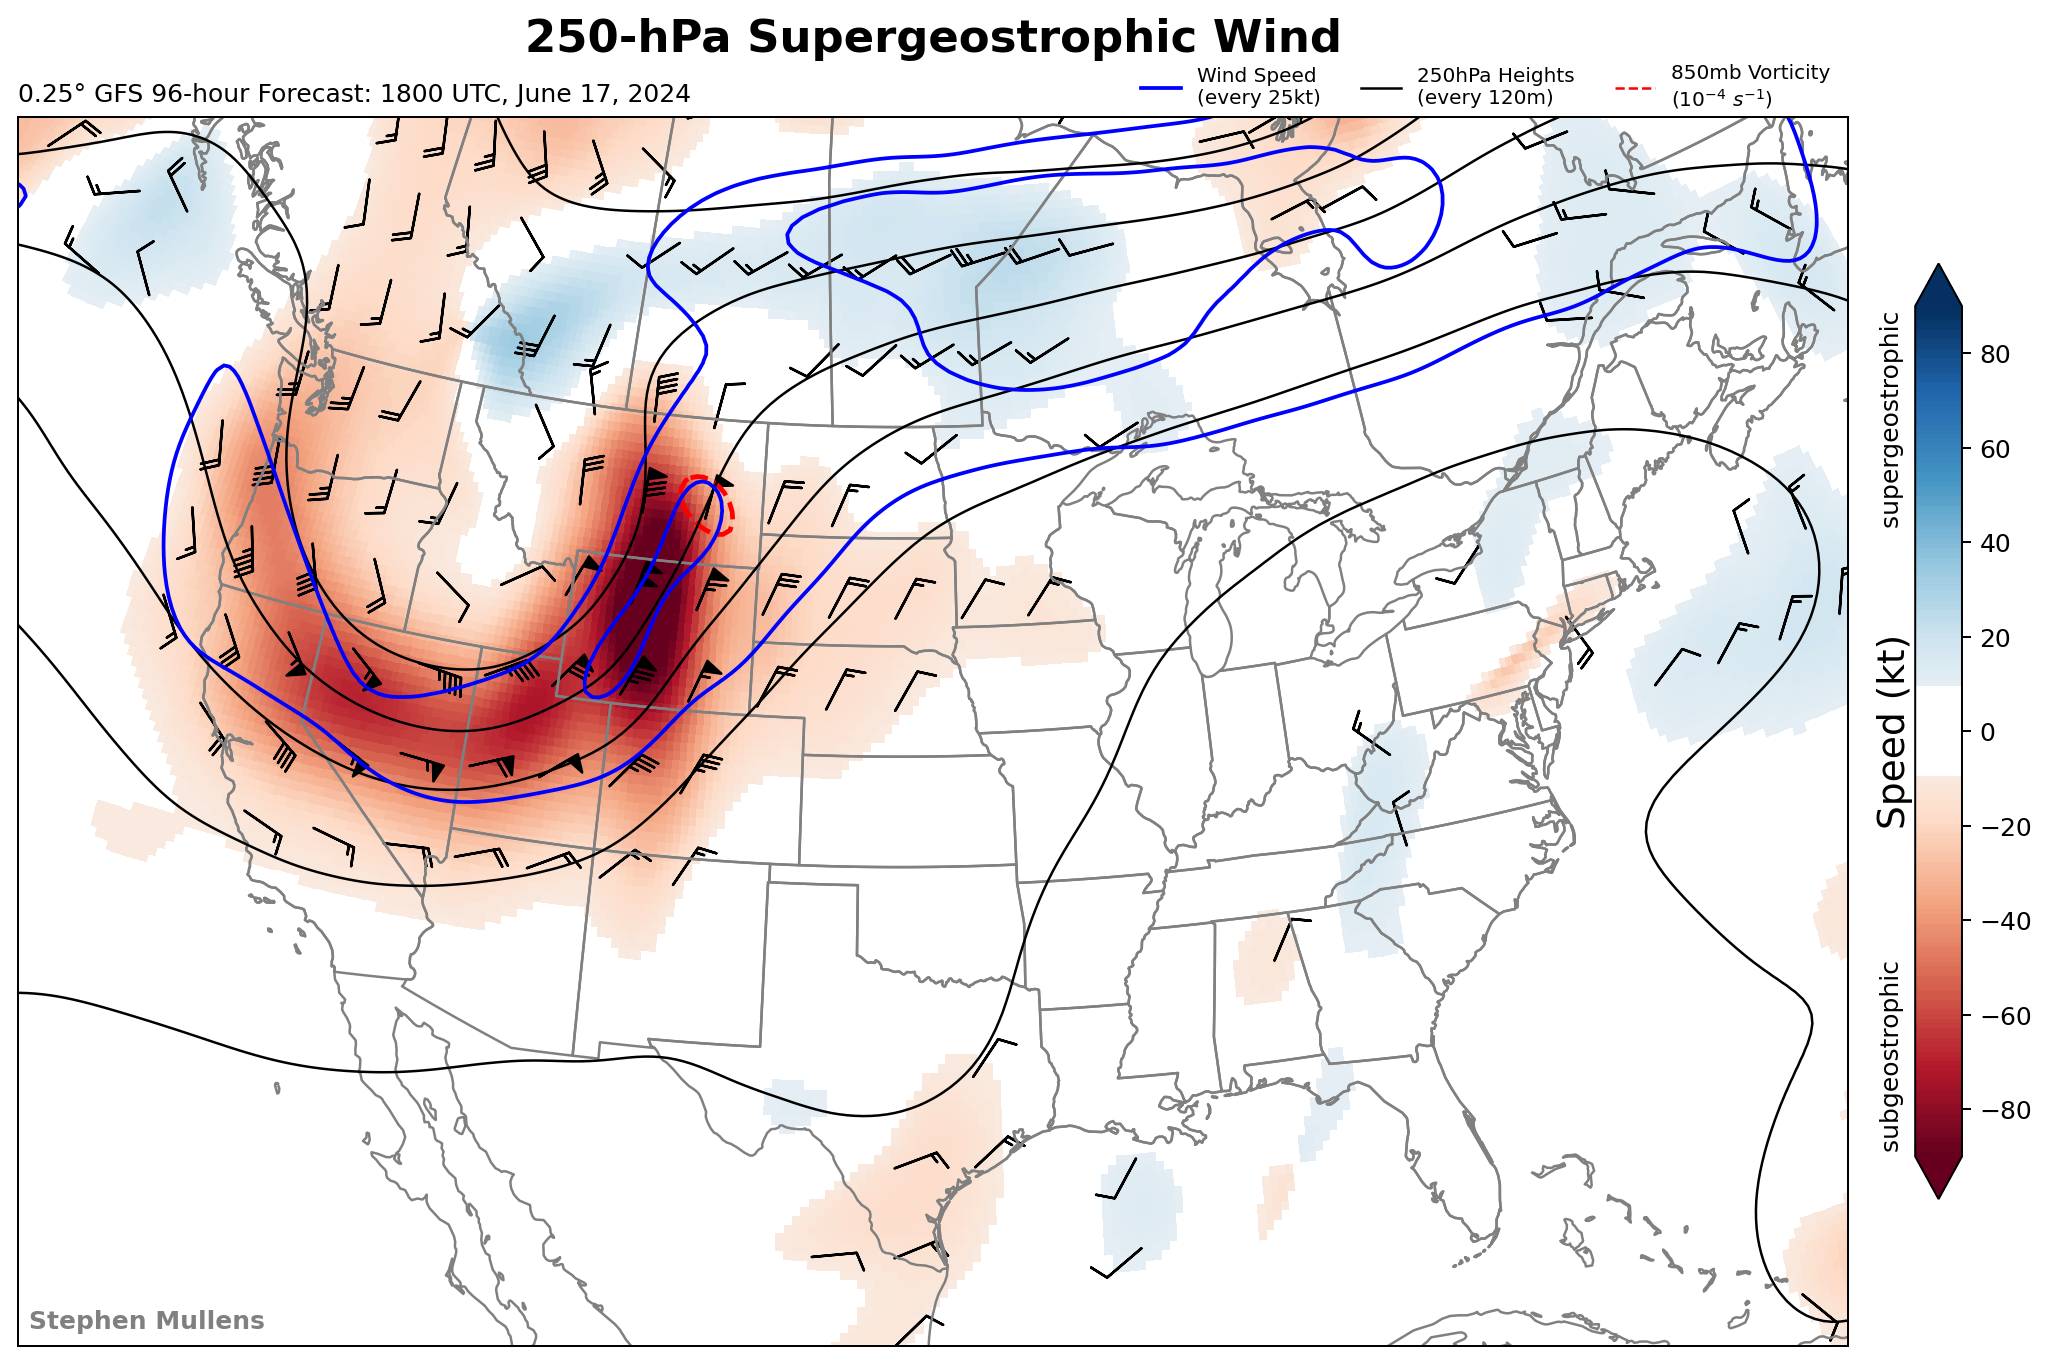 250-hPa Supergeostrophic Wind
0.25° GFS 96-hour Forecast: 1800 UTC, June 17, 2024
Wind Speed
(every 25kt)
250hPa Heights
(every 120m)
850mb Vorticity
(10⁻⁴ s⁻¹)
supergeostrophic
Speed (kt)
subgeostrophic
80
60
40
20
0
−20
−40
−60
−80
Stephen Mullens